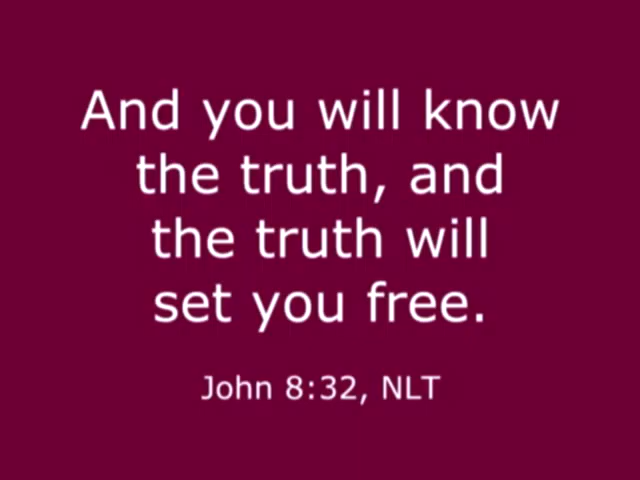 And you will know
the truth, and
the truth will
set you free.
John 8:32, NLT